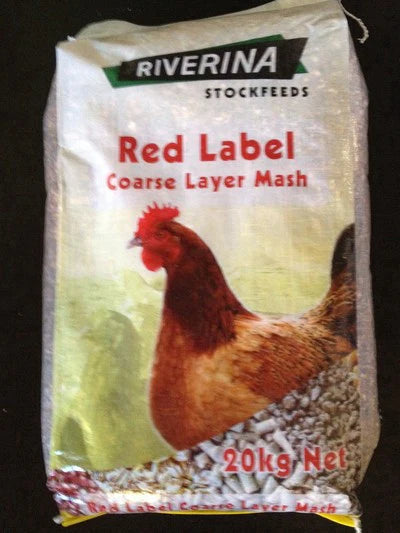 RIVERINA
STOCKFEEDS
Red Label
Coarse Layer Mash
20kg Net
Red Label Coarse Layer Mash